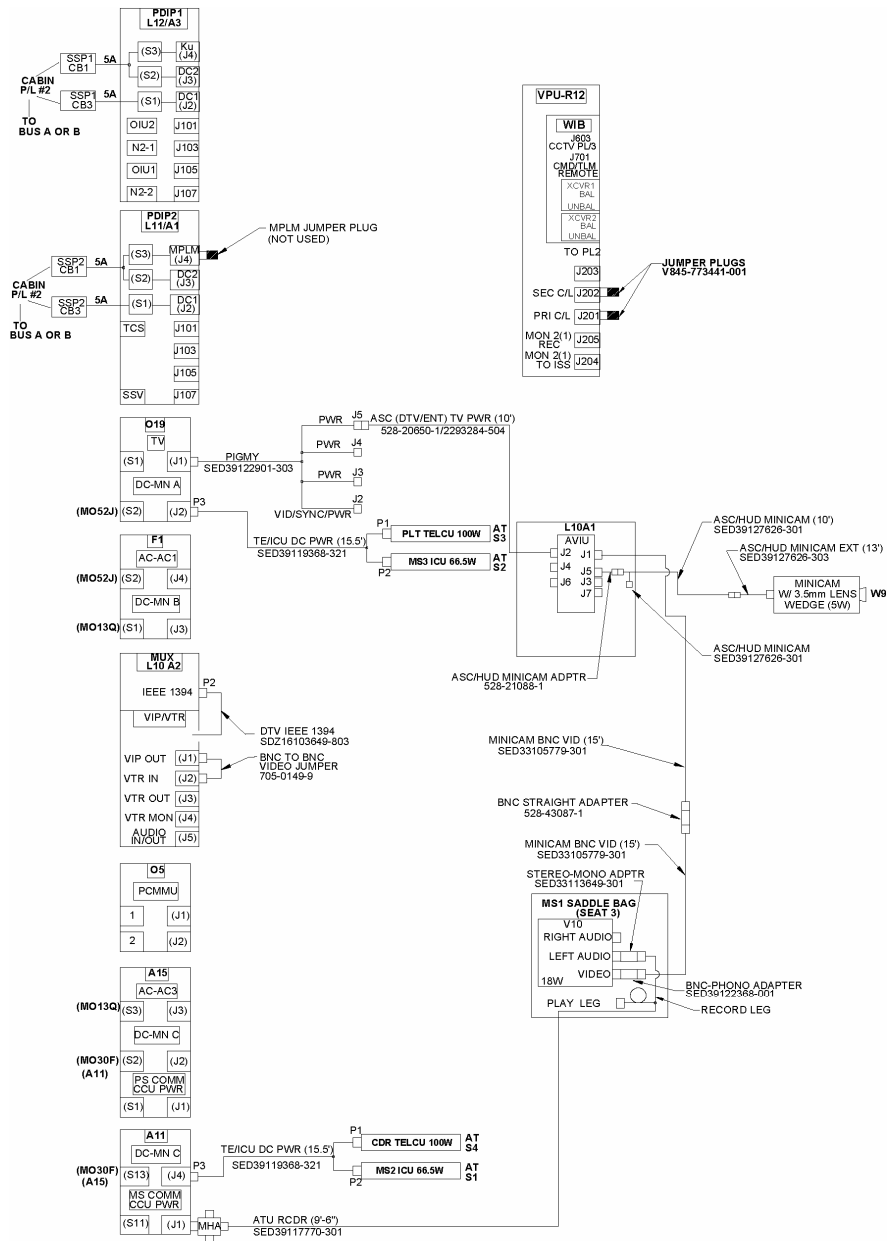 PDIP1
L12/A3
SSP1
CB1
5A
(S3)
Ku
(J4)
(S2)
DC2
(J3)
CABIN
P/L #2
SSP1
CB3
5A
(S1)
DC1
(J2)
TO
BUS A OR B
OIU2
J101
N2-1
J103
OIU1
J105
N2-2
J107
PDIP2
L11/A1
MPLM JUMPER PLUG
(NOT USED)
SSP2
CB1
5A
(S3)
MPLM
(J4)
(S2)
DC2
(J3)
CABIN
P/L #2
SSP2
CB3
5A
(S1)
DC1
(J2)
TO
BUS A OR B
TCS
J101
J103
J105
SSV
J107
VPU-R12
WIB
J603
CCTV PL/3
J701
CMD/TLM
REMOTE
XCVR1
BAL
UNBAL
XCVR2
BAL
UNBAL
TO PL2
J203
SEC C/L
J202
PRI C/L
J201
MON 2(1)
REC
J205
MON 2(1)
TO ISS
J204
JUMPER PLUGS
V845-773441-001
O19
TV
(S1)
(J1)
DC-MN A
(MO52J)
(S2)
(J2)
P3
PIGMY
SED39122901-303
PWR
J5
PWR
J4
PWR
J3
J2
VID/SYNC/PWR
ASC (DTV/ENT) TV PWR (10')
528-20650-1/2293284-504
TE/ICU DC PWR (15.5')
SED39119368-321
P1
PLT TELCU 100W
AT
S3
P2
MS3 ICU 66.5W
AT
S2
F1
AC-AC1
(MO52J)
(S2)
(J4)
DC-MN B
(MO13Q)
(S1)
(J3)
L10A1
AVIU
J2
J1
J4
J5
J6
J3
J7
ASC/HUD MINICAM (10')
SED39127626-301
ASC/HUD MINICAM EXT (13')
SED39127626-303
MINICAM
W/ 3.5mm LENS
WEDGE (5W)
W9
ASC/HUD MINICAM
SED39127626-301
ASC/HUD MINICAM ADPTR
528-21088-1
MUX
L10 A2
IEEE 1394
P2
VIP/VTR
DTV IEEE 1394
SDZ16103649-803
VIP OUT
(J1)
BNC TO BNC
VIDEO JUMPER
705-0149-9
VTR IN
(J2)
VTR OUT
(J3)
VTR MON
(J4)
AUDIO
IN/OUT
(J5)
MINICAM BNC VID (15')
SED33105779-301
BNC STRAIGHT ADAPTER
528-43087-1
MINICAM BNC VID (15')
SED33105779-301
STEREO-MONO ADPTR
SED33113649-301
MS1 SADDLE BAG
(SEAT 3)
V10
RIGHT AUDIO
LEFT AUDIO
VIDEO
18W
BNC-PHONO ADAPTER
SED39122368-001
PLAY LEG
RECORD LEG
O5
PCMMU
1
(J1)
2
(J2)
A15
AC-AC3
(MO13Q)
(S3)
(J3)
DC-MN C
(MO30F)
(A11)
(S2)
(J2)
PS COMM
CCU PWR
(S1)
(J1)
A11
DC-MN C
(MO30F)
(A15)
(S13)
(J4)
P3
TE/ICU DC PWR (15.5')
SED39119368-321
P1
CDR TELCU 100W
AT
S4
P2
MS2 ICU 66.5W
AT
S1
MS COMM
CCU PWR
(S11)
(J1)
MHA
ATU RCDR (9'-6")
SED39117770-301